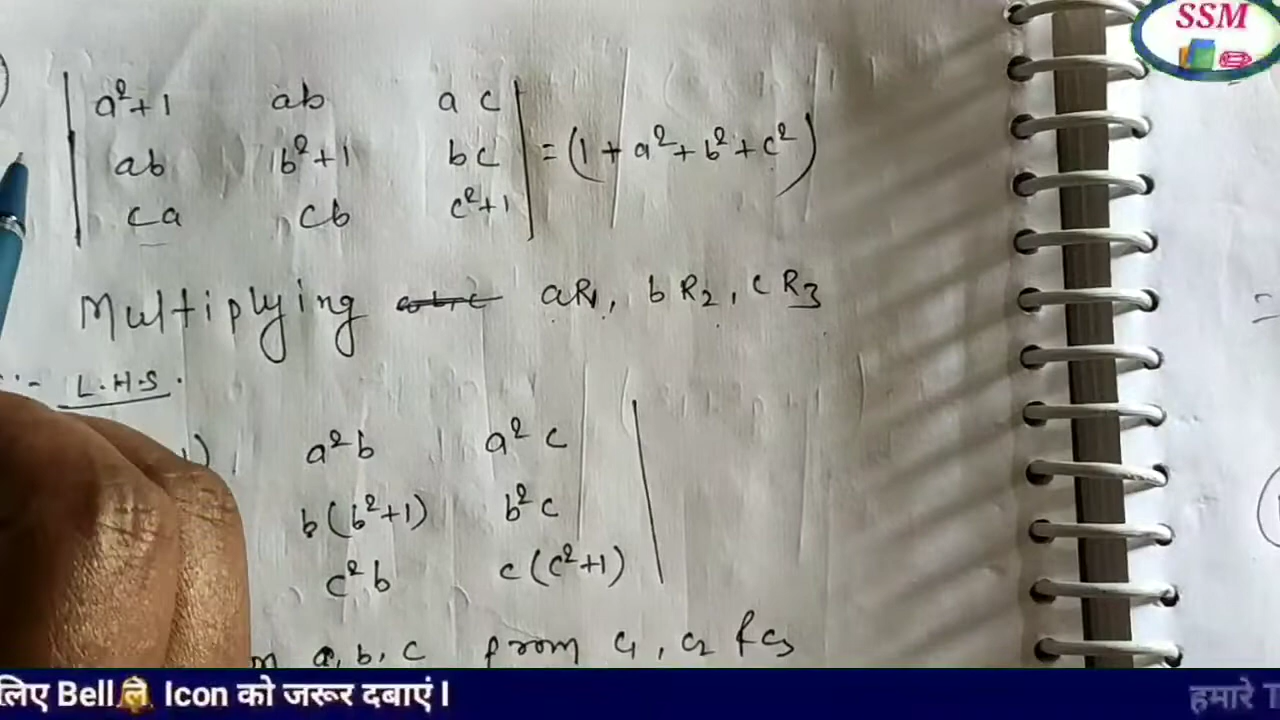 SSM
a²+1 ab ac
ab b²+1 bc = (1 + a² + b² + c²)
ca cb c²+1
Multiplying aR1, bR2, cR3
L.H.S.
a²b a²c
b(b²+1) b²c
c²b c(c²+1)
a, b, c from c1, c2 & c3
लिए Bell Icon को जरूर दबाएं।
हमारे T